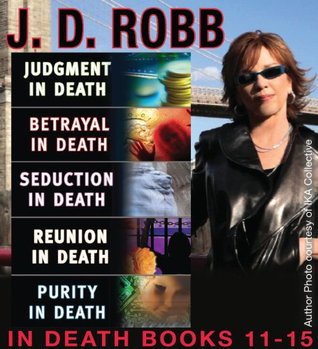 J. D. ROBB
JUDGMENT
IN DEATH
BETRAYAL
IN DEATH
SEDUCTION
IN DEATH
REUNION
IN DEATH
PURITY
IN DEATH
Author Photo courtesy of IKA Collective
IN DEATH BOOKS 11-15